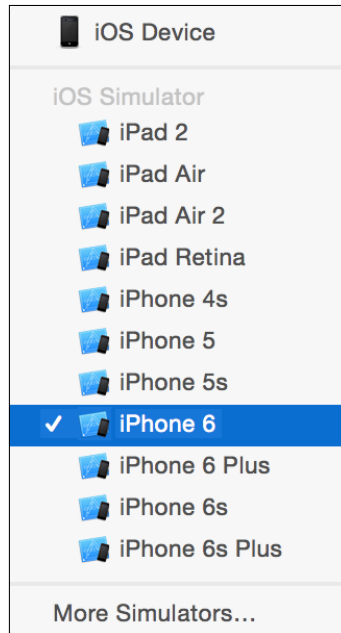 iOS Device
iOS Simulator
iPad 2
iPad Air
iPad Air 2
iPad Retina
iPhone 4s
iPhone 5
iPhone 5s
✓ iPhone 6
iPhone 6 Plus
iPhone 6s
iPhone 6s Plus
More Simulators...